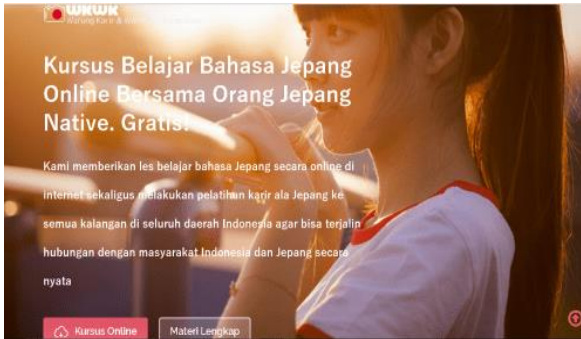 WKWK
Wahana Karir &
Kursus Belajar Bahasa Jepang
Online Bersama Orang Jepang
Native. Gratis!
Kami memberikan les belajar bahasa Jepang secara online di
internet sekaligus melakukan pelatihan karir ala Jepang ke
semua kalangan di seluruh daerah Indonesia agar bisa terjalin
hubungan dengan masyarakat Indonesia dan Jepang secara
nyata
Kursus Online
Materi Lengkap